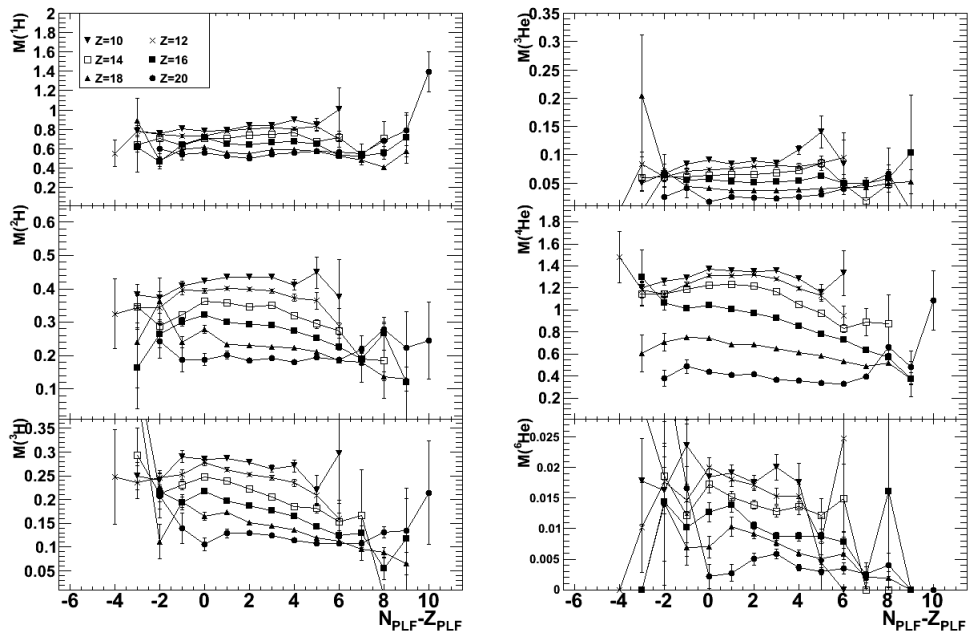 M(¹H)
2
1.8
1.6
1.4
1.2
1
0.8
0.6
0.4
0.2
Z=10
Z=12
Z=14
Z=16
Z=18
Z=20
M(³He)
0.35
0.3
0.25
0.2
0.15
0.1
0.05
M(²H)
0.6
0.5
0.4
0.3
0.2
0.1
M(⁴He)
1.8
1.6
1.4
1.2
1
0.8
0.6
0.4
0.2
M(³H)
0.35
0.3
0.25
0.2
0.15
0.1
0.05
-6 -4 -2 0 2 4 6 8 10
N_PLF-Z_PLF
M(⁶He)
0.025
0.02
0.015
0.01
0.005
0
-6 -4 -2 0 2 4 6 8 10
N_PLF-Z_PLF